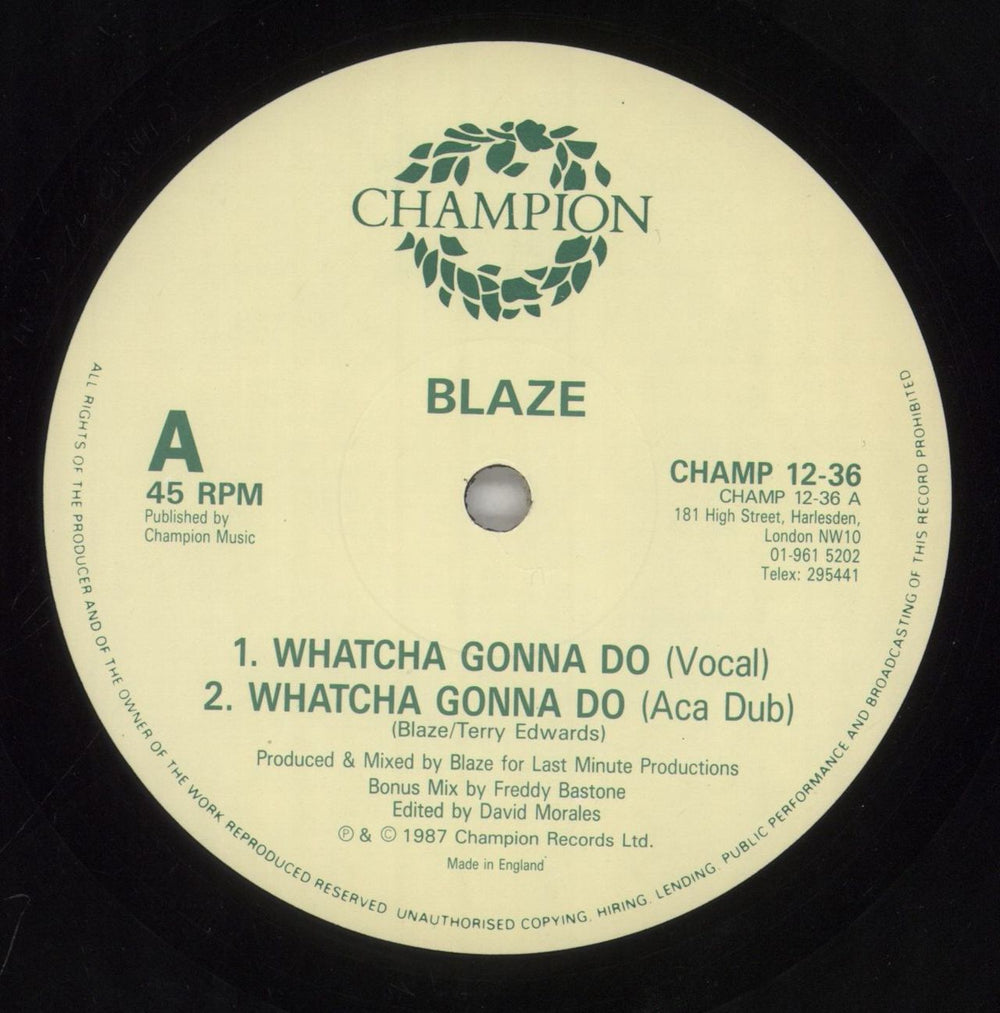 CHAMPION
BLAZE
A
45 RPM
Published by
Champion Music
CHAMP 12-36
CHAMP 12-36 A
181 High Street, Harlesden,
London NW10
01-961 5202
Telex: 295441
1. WHATCHA GONNA DO (Vocal)
2. WHATCHA GONNA DO (Aca Dub)
(Blaze/Terry Edwards)
Produced & Mixed by Blaze for Last Minute Productions
Bonus Mix by Freddy Bastone
Edited by David Morales
℗ & © 1987 Champion Records Ltd.
Made in England
ALL RIGHTS OF THE PRODUCER AND OF THE OWNER OF THE WORK REPRODUCED RESERVED UNAUTHORISED COPYING, HIRING, LENDING, PUBLIC PERFORMANCE AND BROADCASTING OF THIS RECORD PROHIBITED